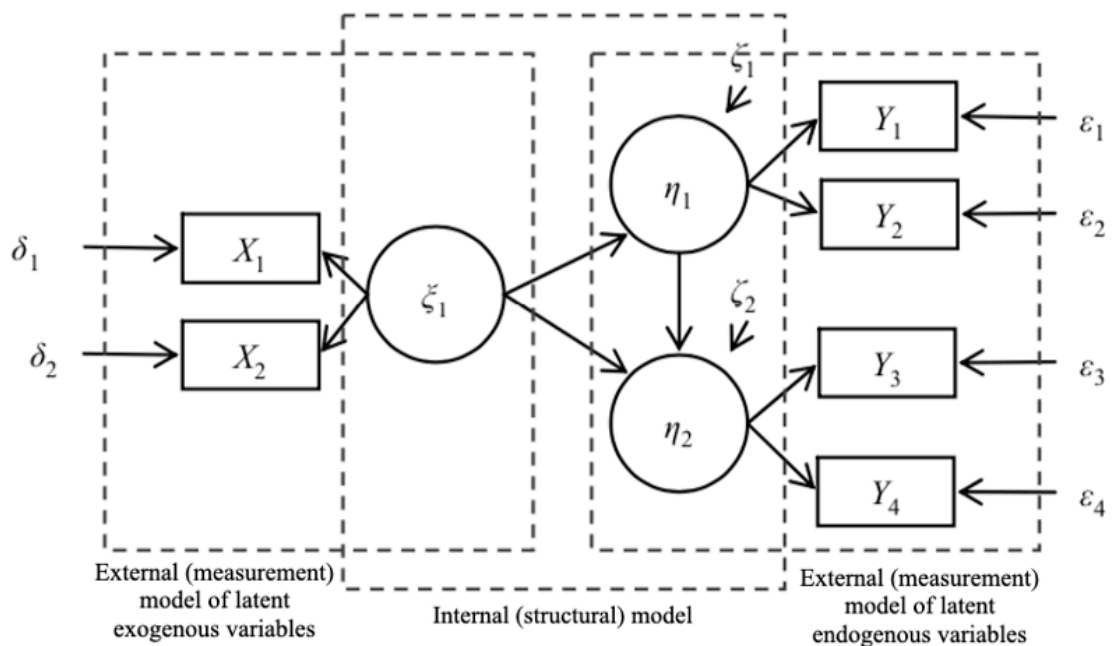 ζ₁
Y₁
ε₁
η₁
Y₂
ε₂
δ₁
X₁
ξ₁
ζ₂
δ₂
X₂
Y₃
ε₃
η₂
Y₄
ε₄
External (measurement)
model of latent
exogenous variables
Internal (structural) model
External (measurement)
model of latent
endogenous variables